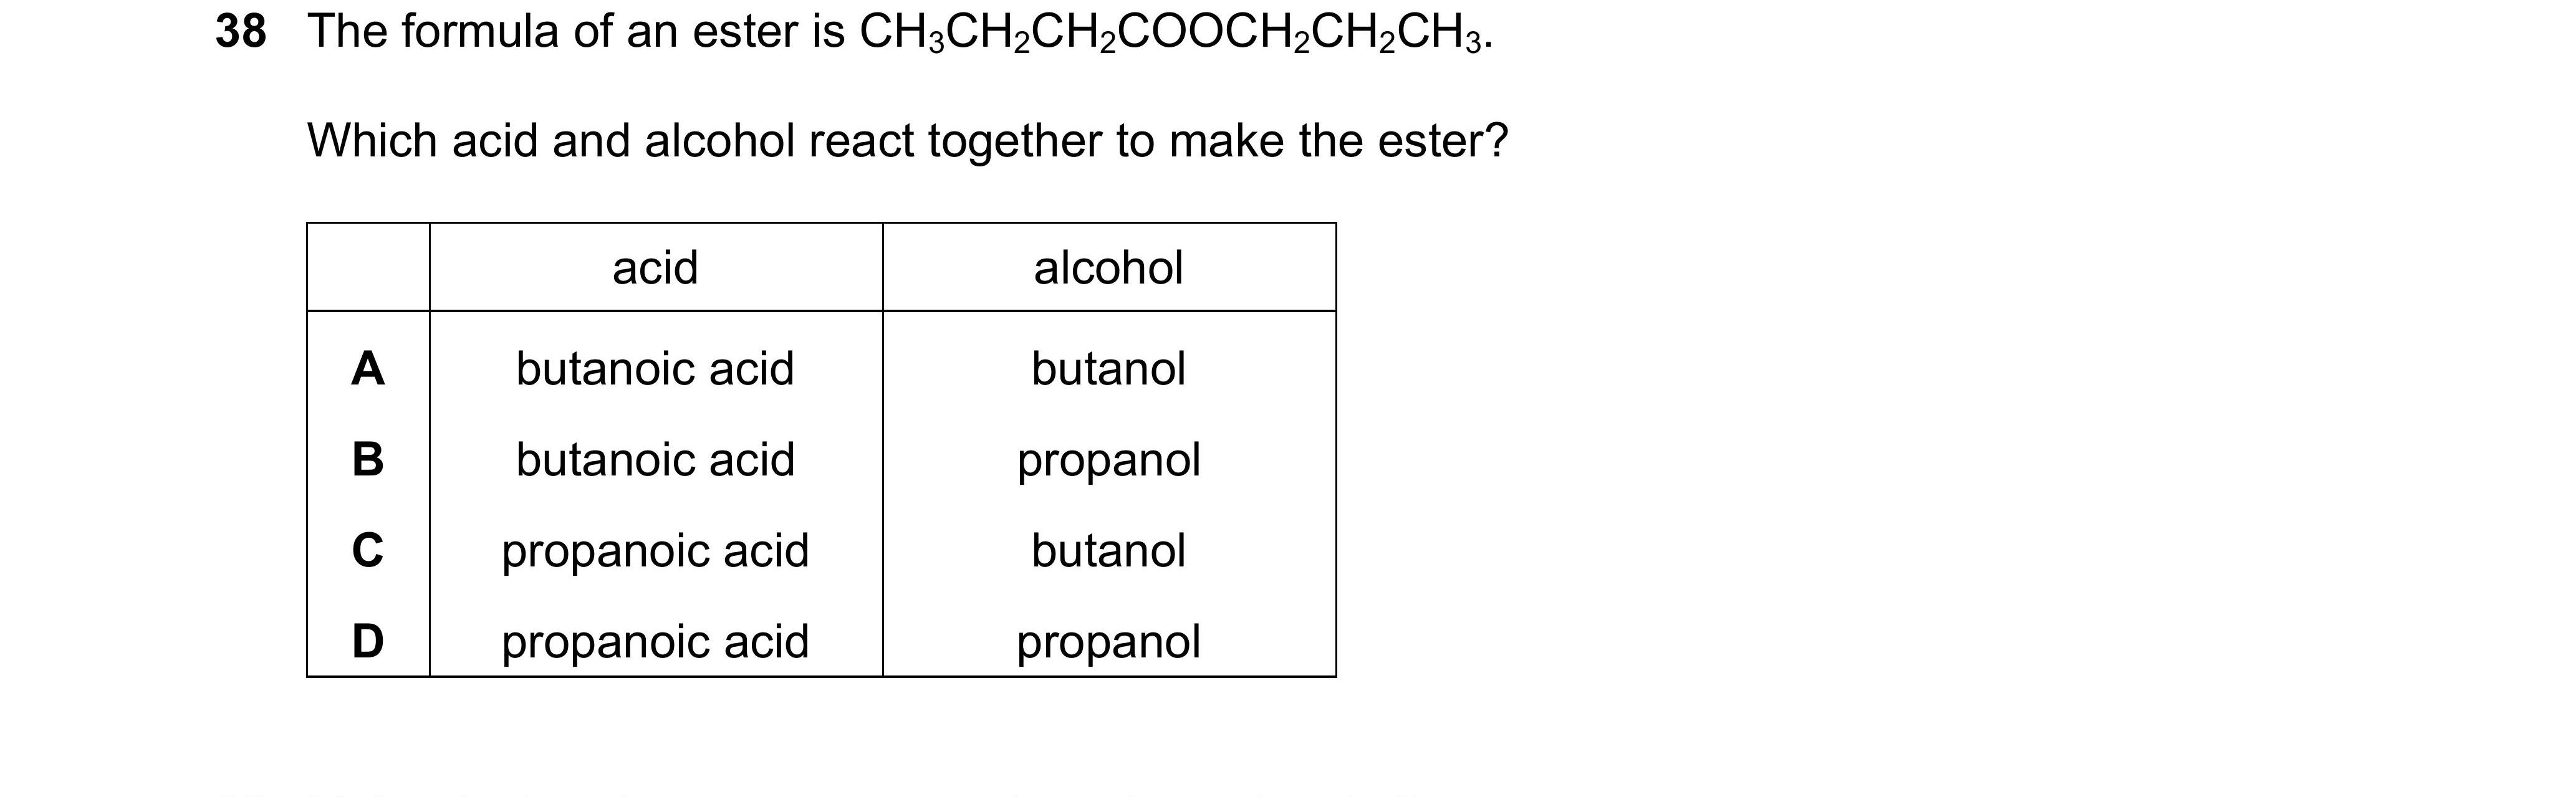 38 The formula of an ester is CH₃CH₂CH₂COOCH₂CH₂CH₃.
Which acid and alcohol react together to make the ester?
acid alcohol
A butanoic acid butanol
B butanoic acid propanol
C propanoic acid butanol
D propanoic acid propanol